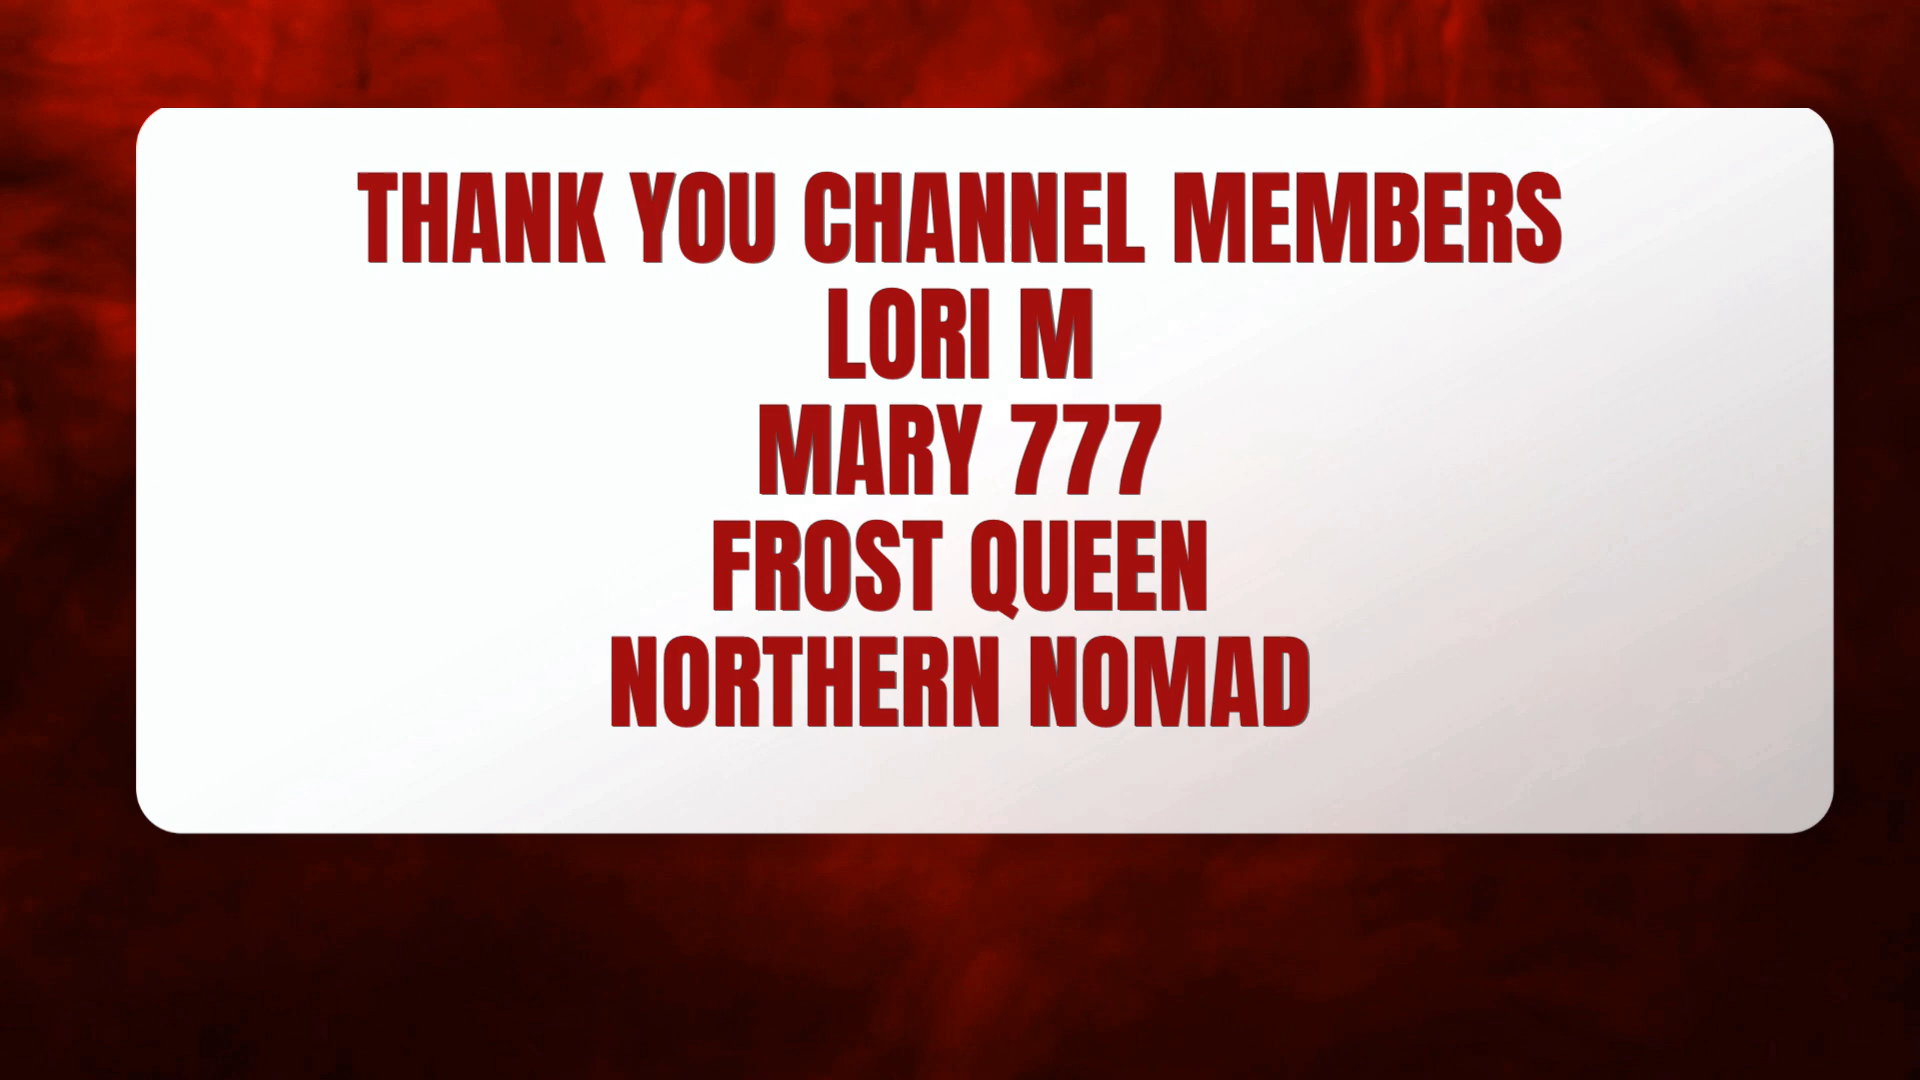 THANK YOU CHANNEL MEMBERS
LORI M
MARY 777
FROST QUEEN
NORTHERN NOMAD